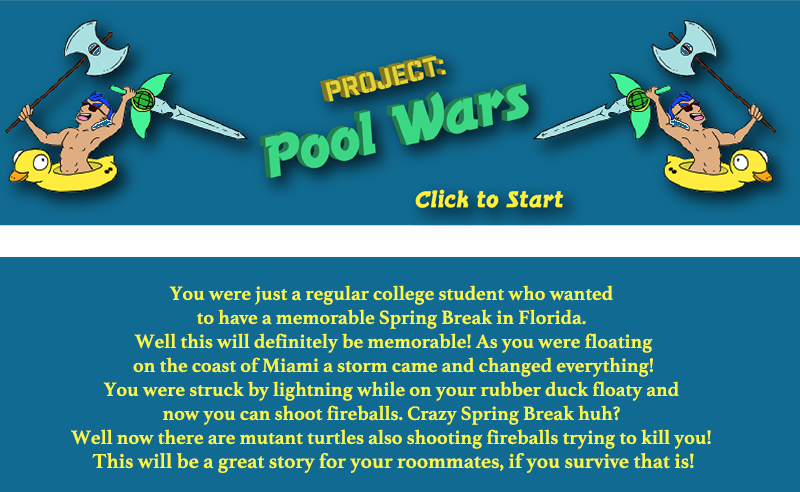 PROJECT:
Pool Wars
Click to Start
You were just a regular college student who wanted
to have a memorable Spring Break in Florida.
Well this will definitely be memorable! As you were floating
on the coast of Miami a storm came and changed everything!
You were struck by lightning while on your rubber duck floaty and
now you can shoot fireballs. Crazy Spring Break huh?
Well now there are mutant turtles also shooting fireballs trying to kill you!
This will be a great story for your roommates, if you survive that is!